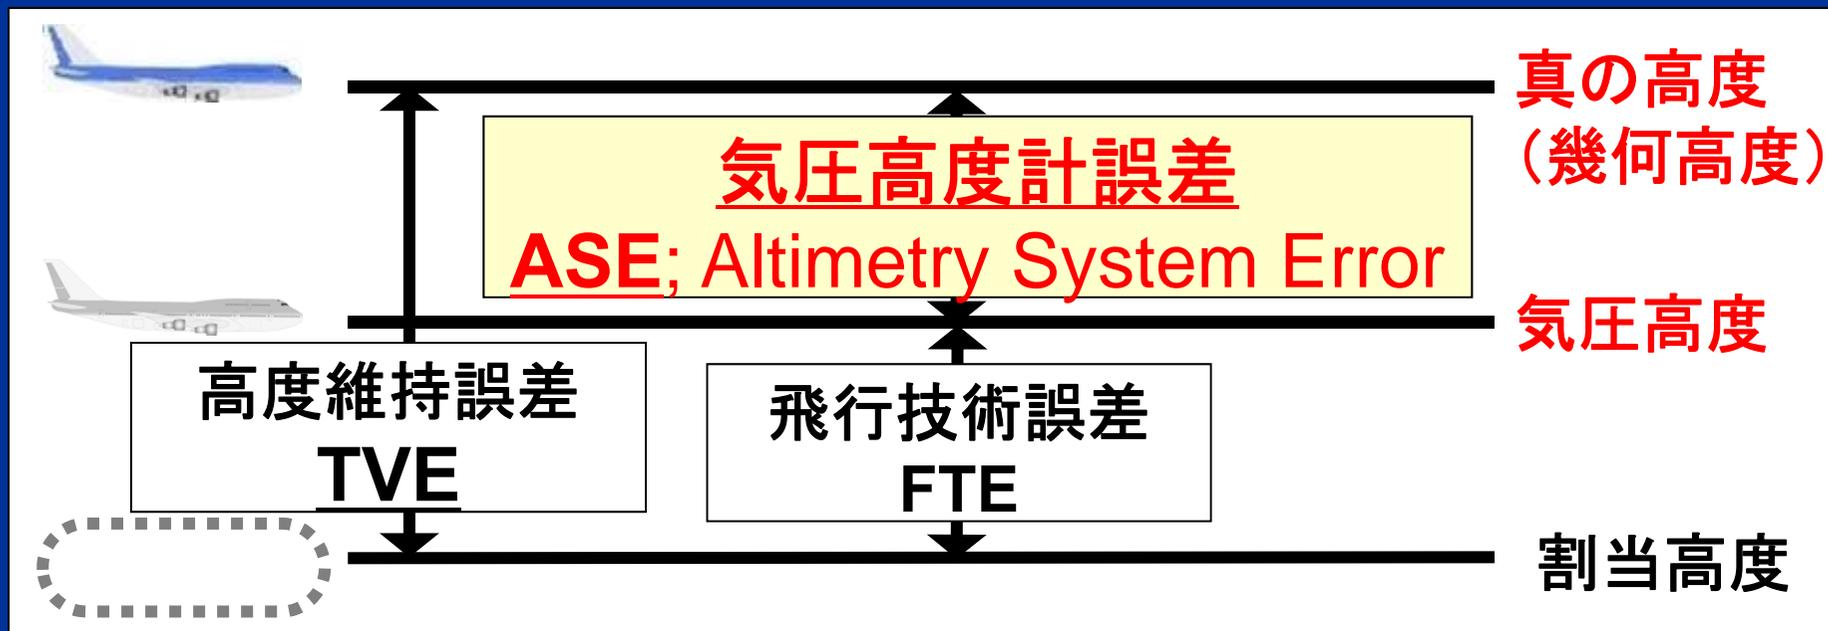 真の高度
（幾何高度）
気圧高度計誤差
ASE; Altimetry System Error
気圧高度
高度維持誤差
TVE
飛行技術誤差
FTE
割当高度